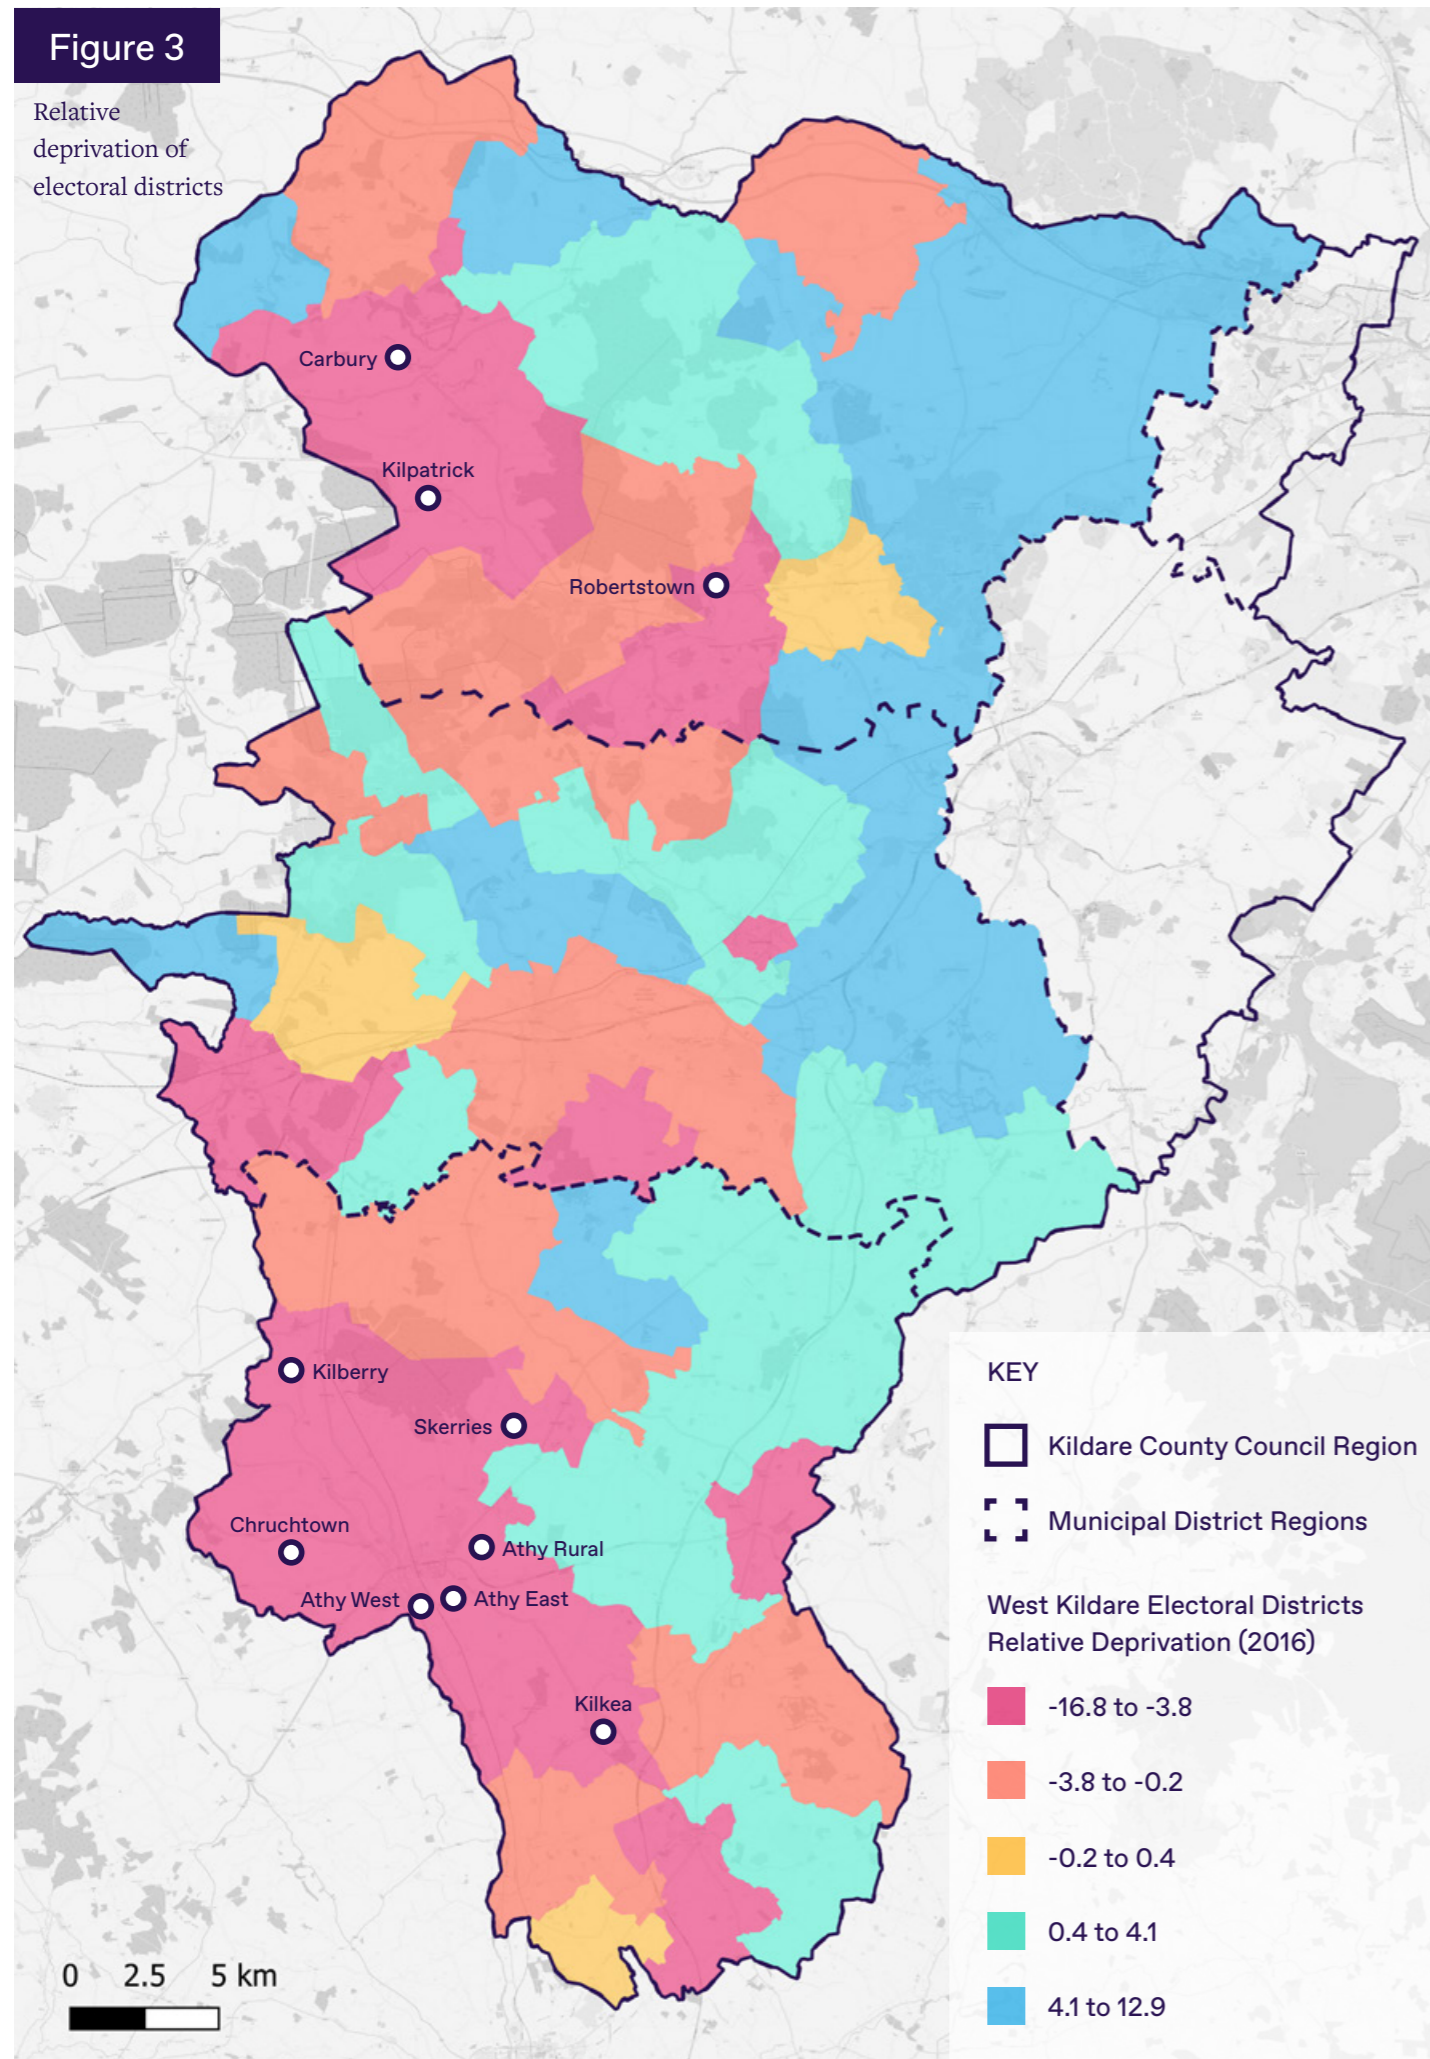 Figure 3
Relative
deprivation of
electoral districts
Carbury
Kilpatrick
Robertstown
Kilberry
Skerries
Chruchtown
Athy Rural
Athy West
Athy East
Kilkea
KEY
Kildare County Council Region
Municipal District Regions
West Kildare Electoral Districts
Relative Deprivation (2016)
-16.8 to -3.8
-3.8 to -0.2
-0.2 to 0.4
0.4 to 4.1
4.1 to 12.9
0 2.5 5 km